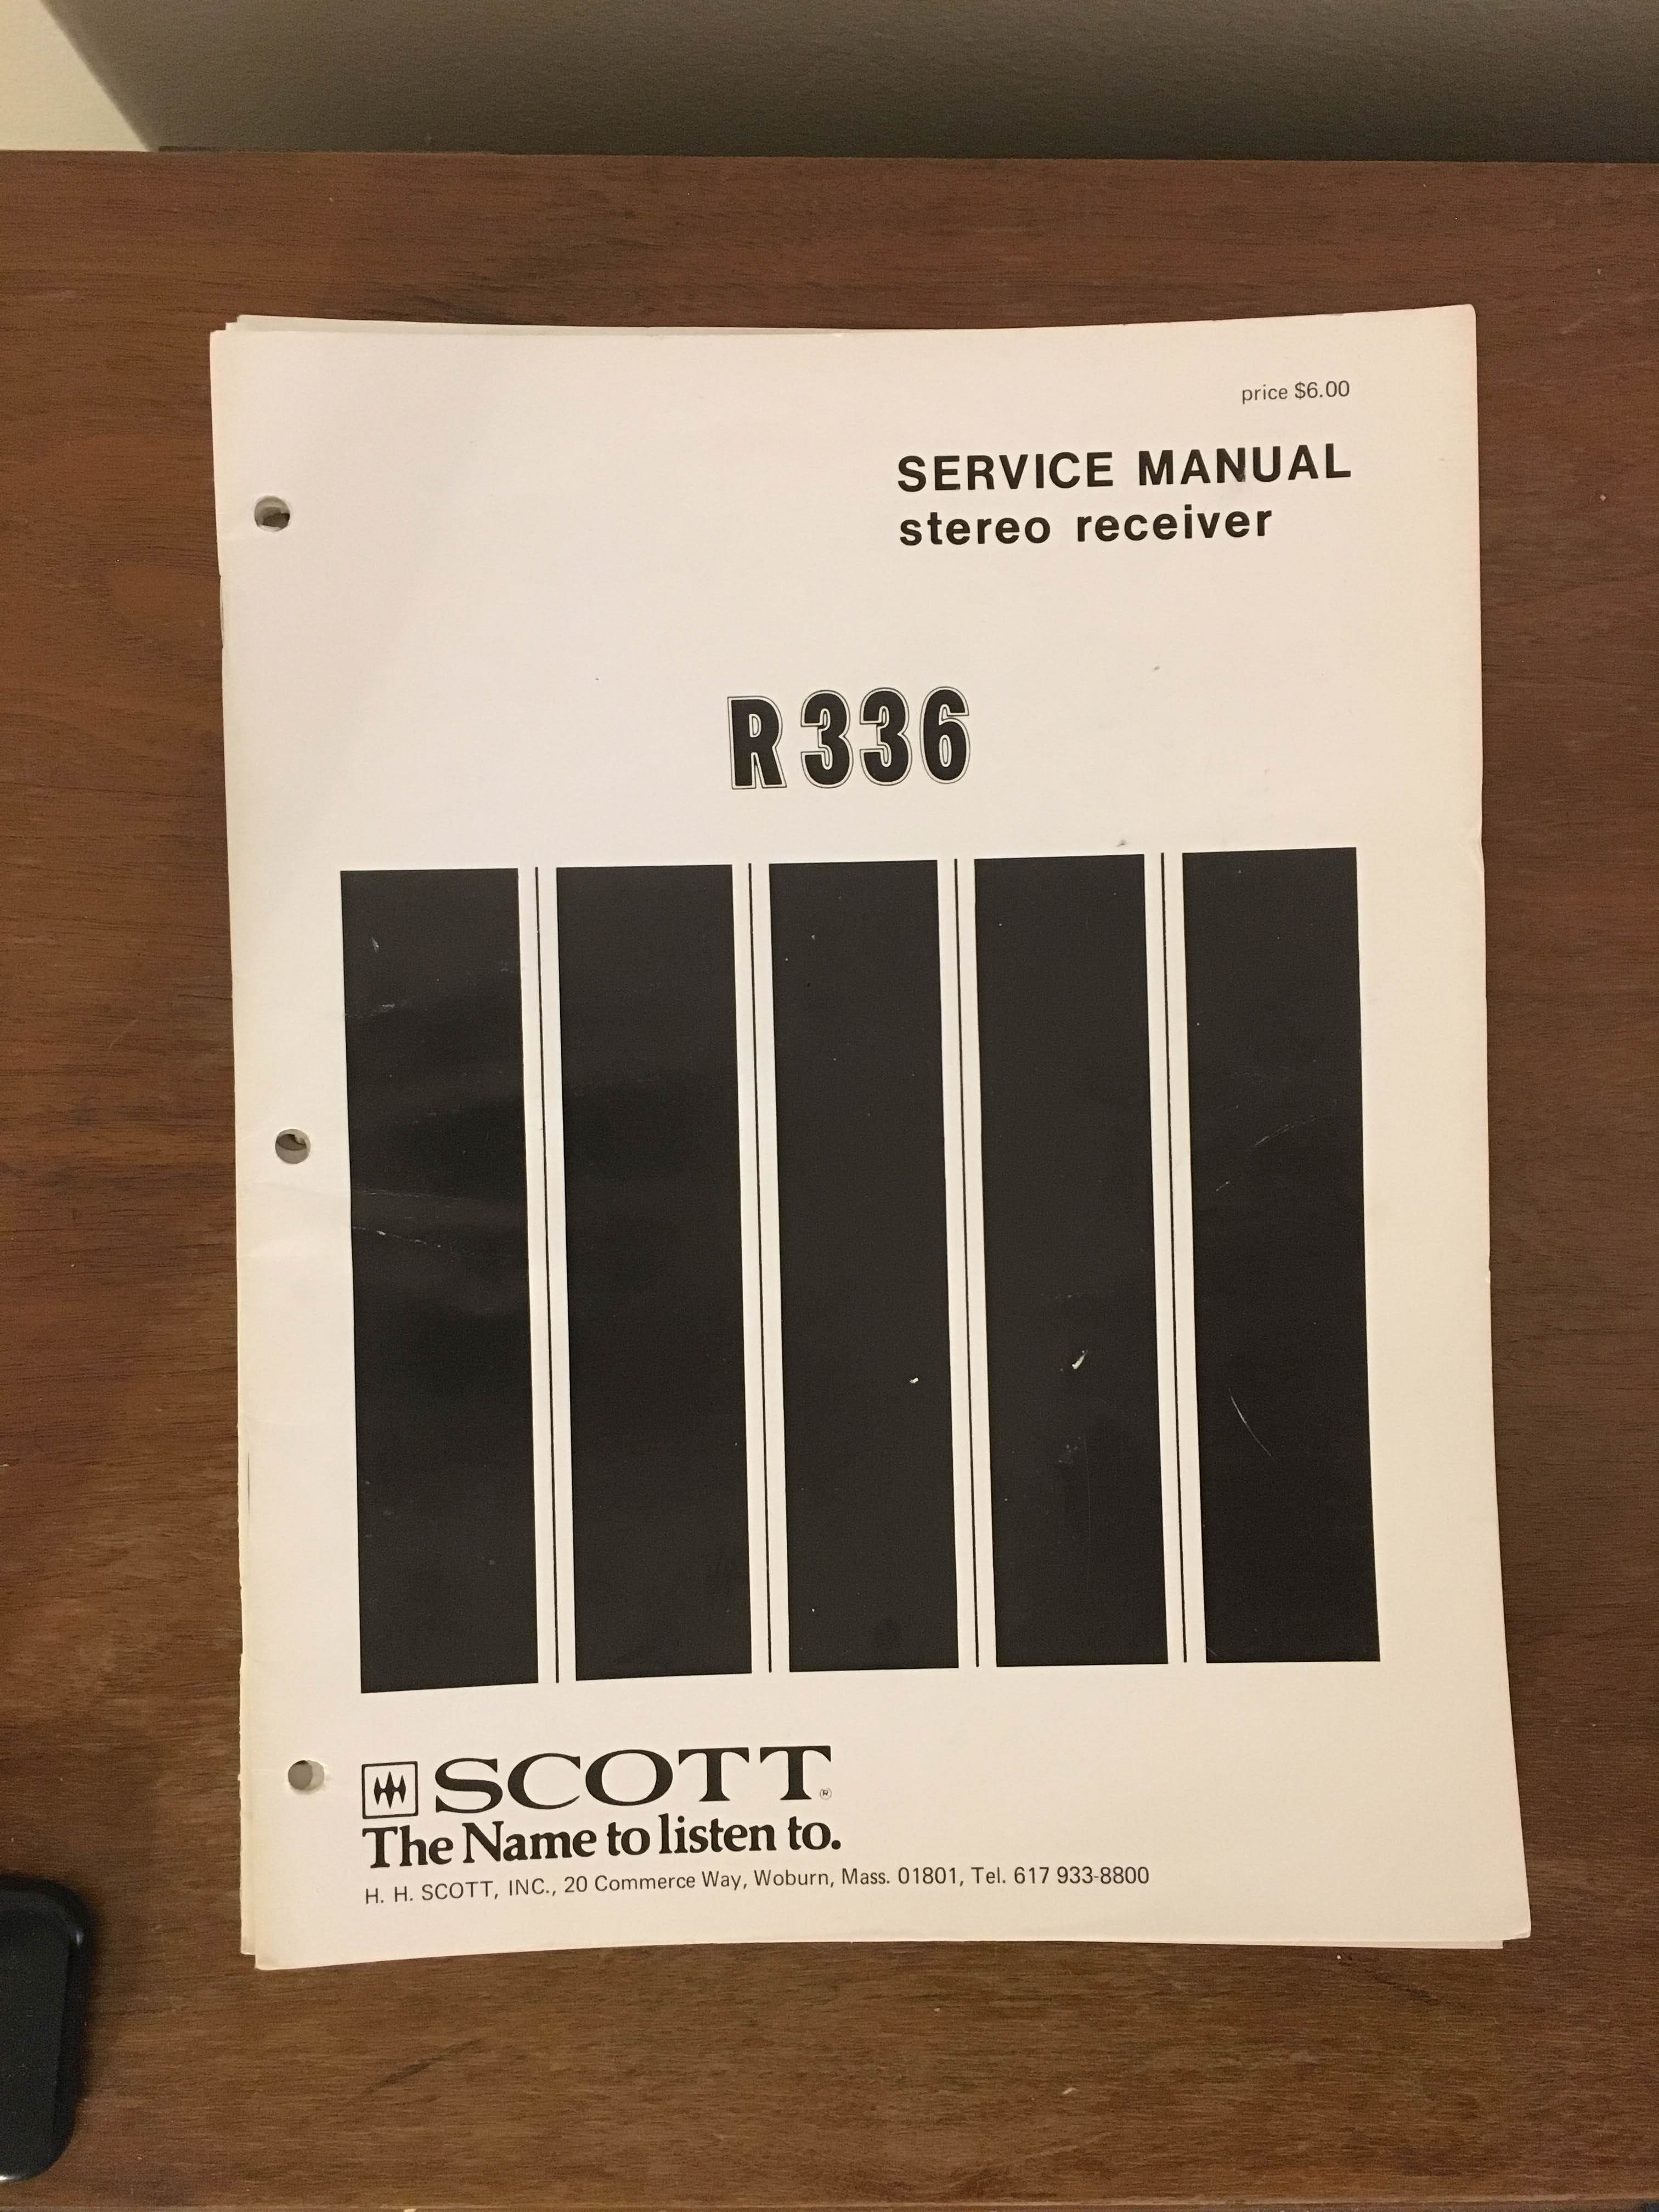 price $6.00
SERVICE MANUAL
stereo receiver
R336
SCOTT®
The Name to listen to.
H. H. SCOTT, INC., 20 Commerce Way, Woburn, Mass. 01801, Tel. 617 933-8800